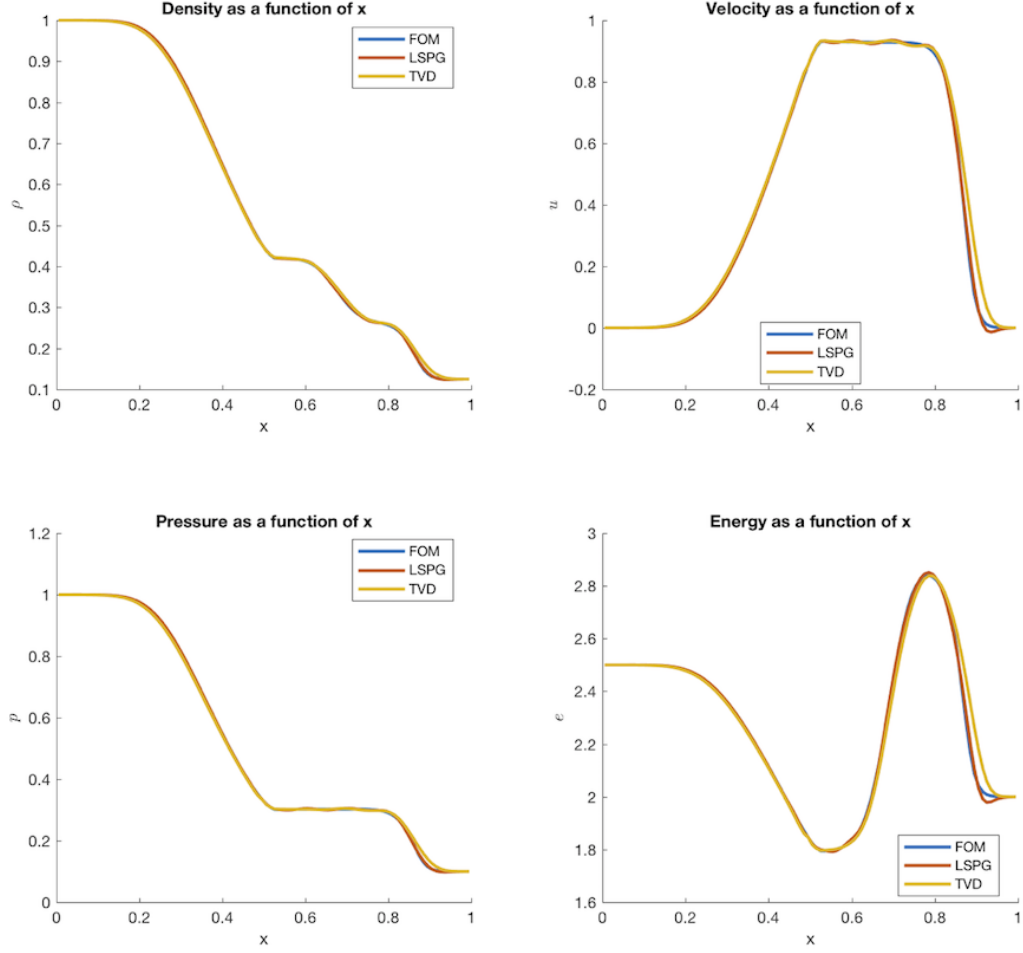 Density as a function of x
1
0.9
0.8
0.7
0.6
0.5
0.4
0.3
0.2
0.1
ρ
0 0.2 0.4 0.6 0.8 1
x
FOM
LSPG
TVD
Velocity as a function of x
1
0.8
0.6
0.4
0.2
0
-0.2
u
0 0.2 0.4 0.6 0.8 1
x
FOM
LSPG
TVD
Pressure as a function of x
1.2
1
0.8
0.6
0.4
0.2
0
p
0 0.2 0.4 0.6 0.8 1
x
FOM
LSPG
TVD
Energy as a function of x
3
2.8
2.6
2.4
2.2
2
1.8
1.6
e
0 0.2 0.4 0.6 0.8 1
x
FOM
LSPG
TVD